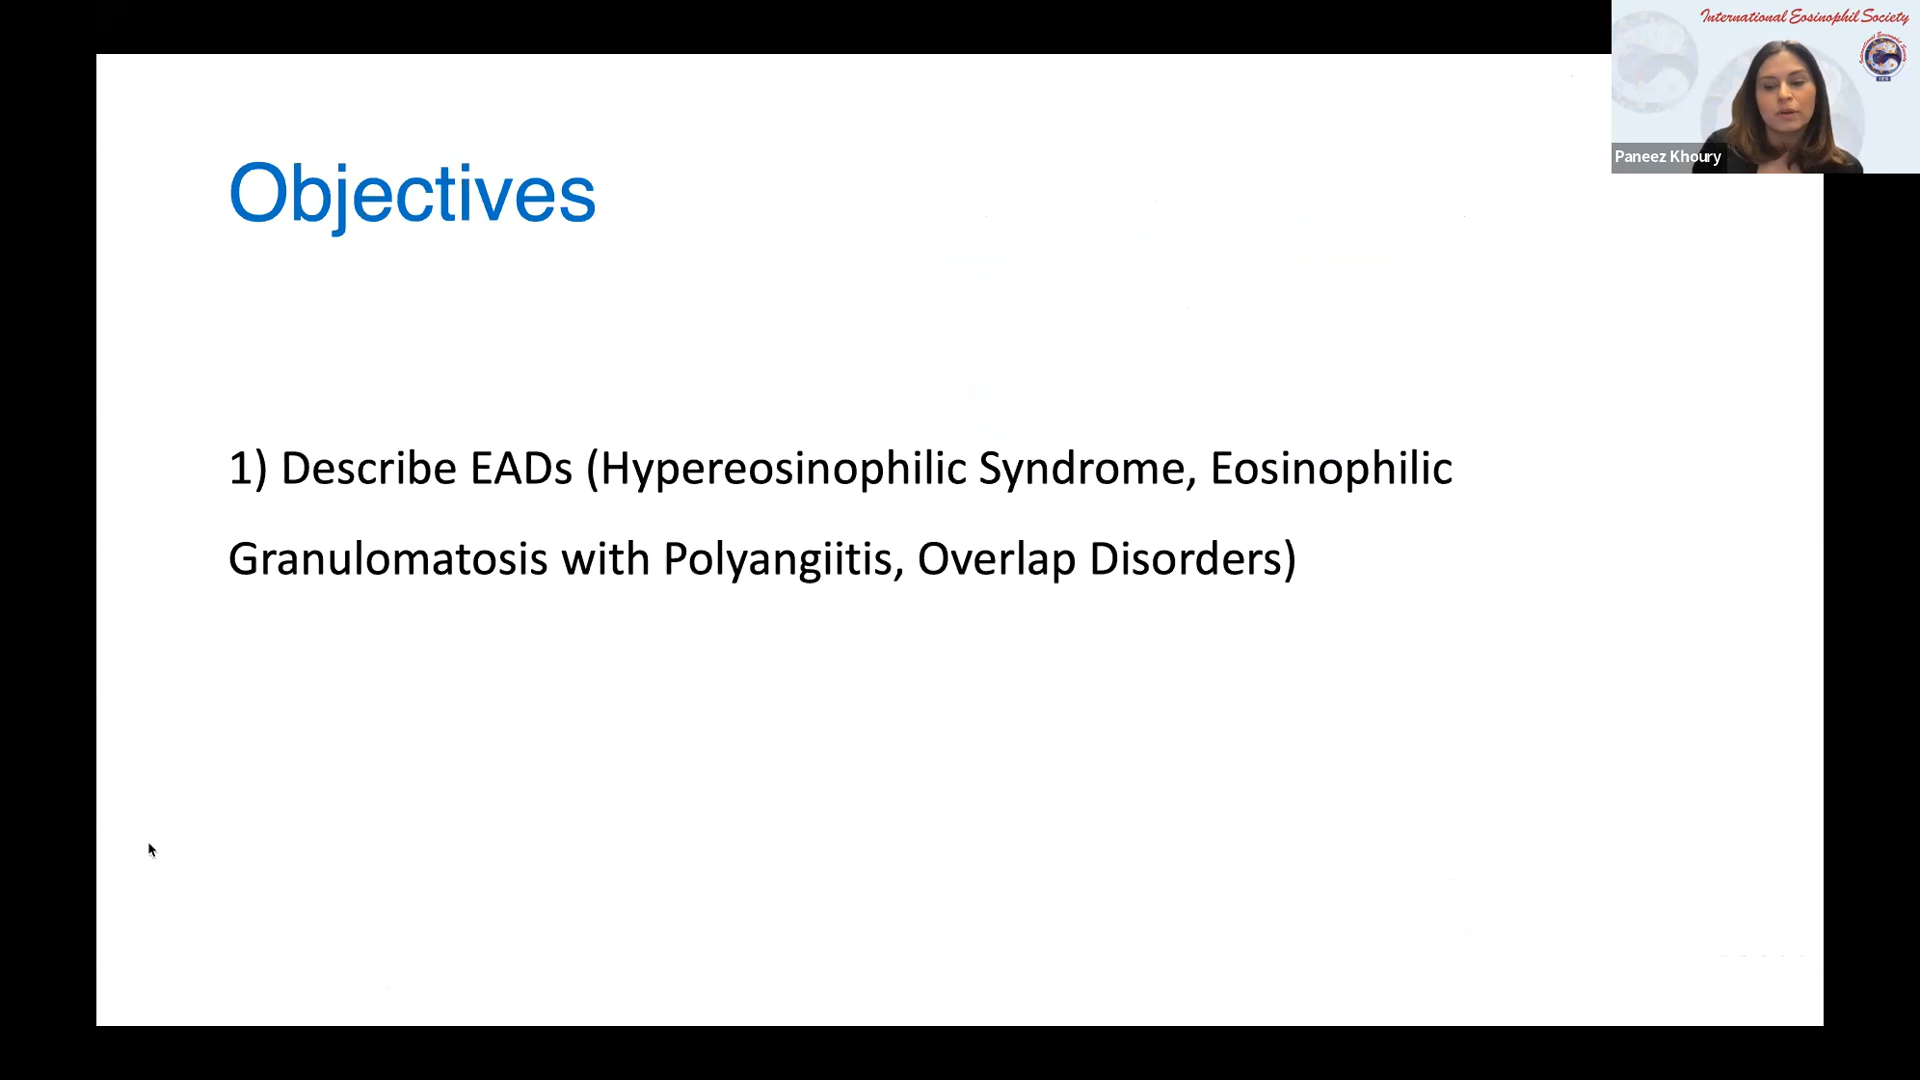 International Eosinophil Society
Paneez Khoury
Objectives
1) Describe EADs (Hypereosinophilic Syndrome, Eosinophilic
Granulomatosis with Polyangiitis, Overlap Disorders)